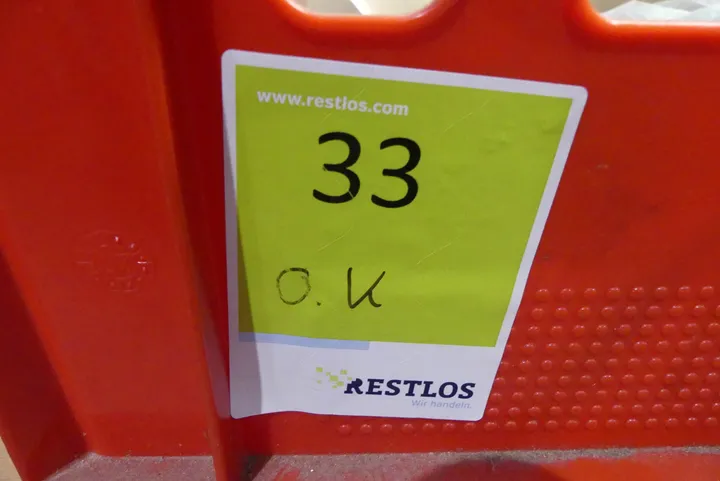 www.restlos.com
33
O. K
RESTLOS
Wir handeln.